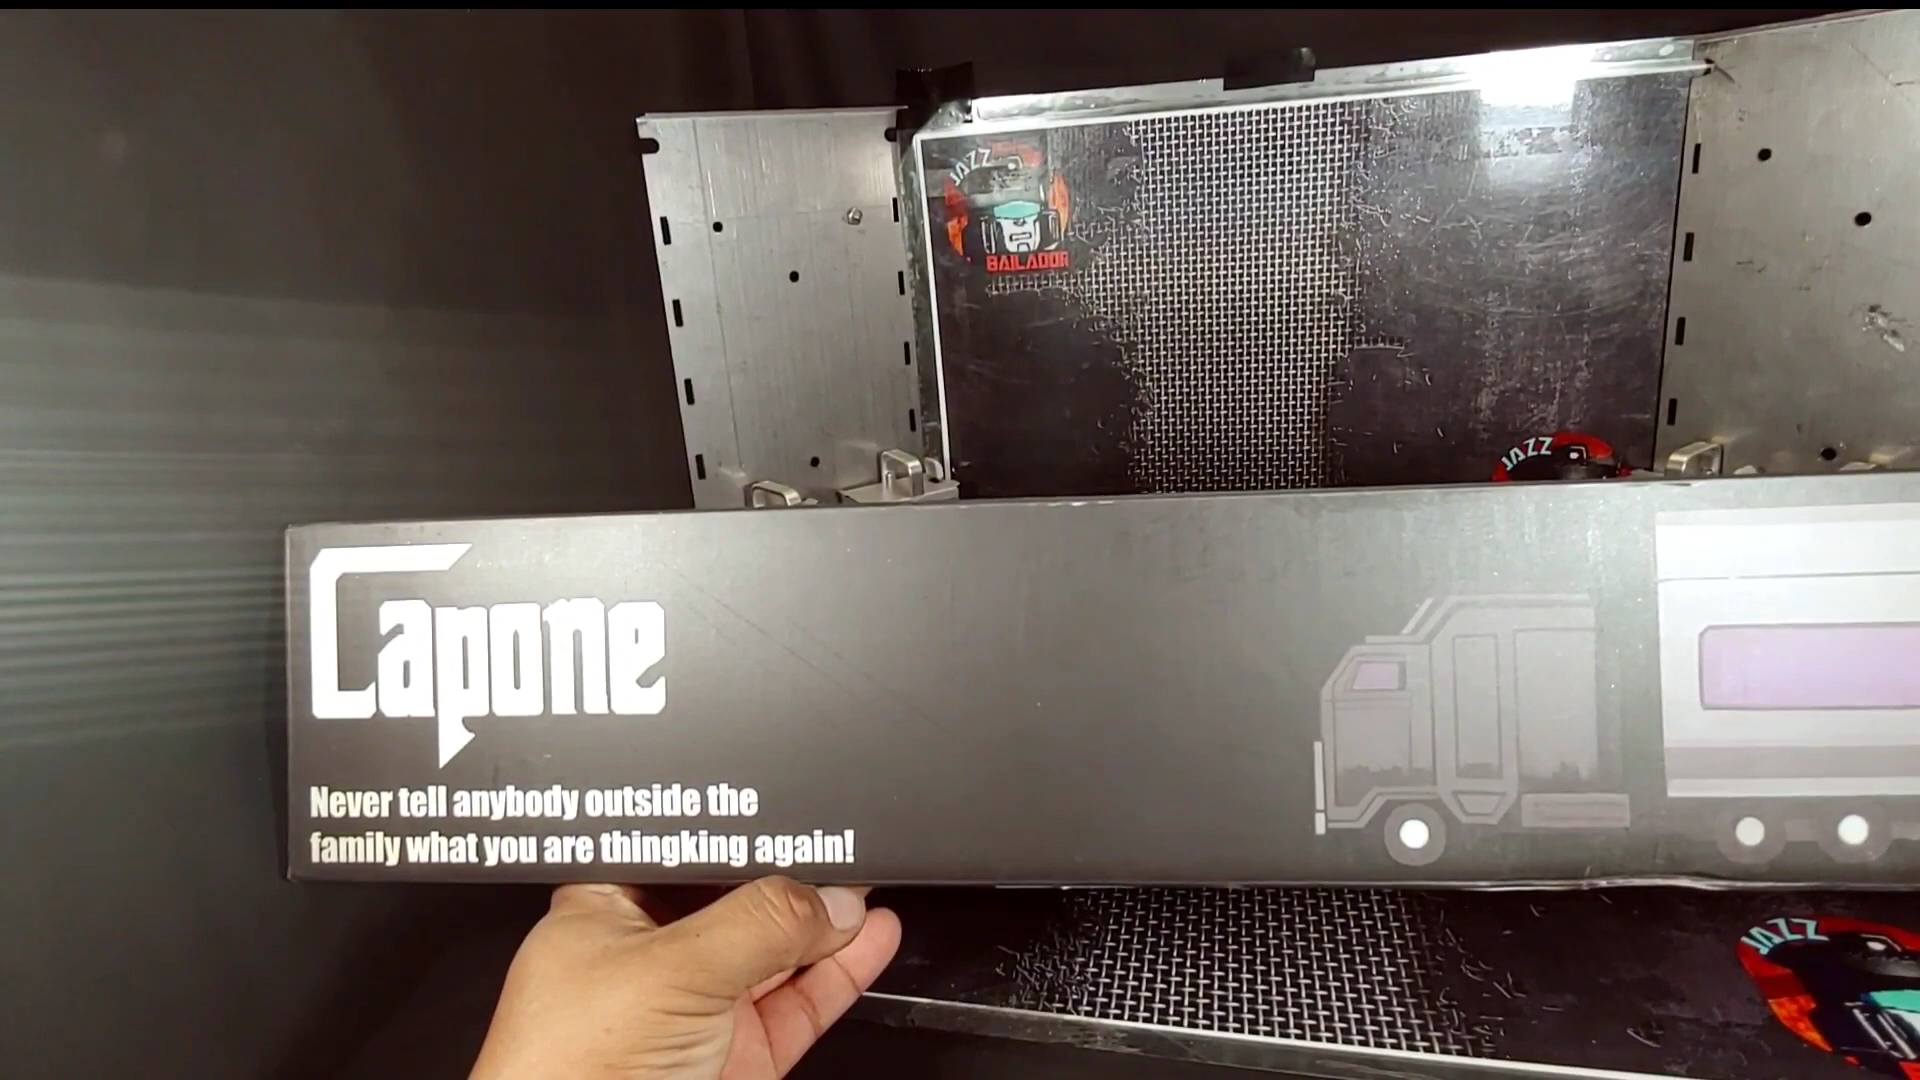 JAZZ
BAILADOR
JAZZ
Capone
Never tell anybody outside the
family what you are thingking again!
JAZZ